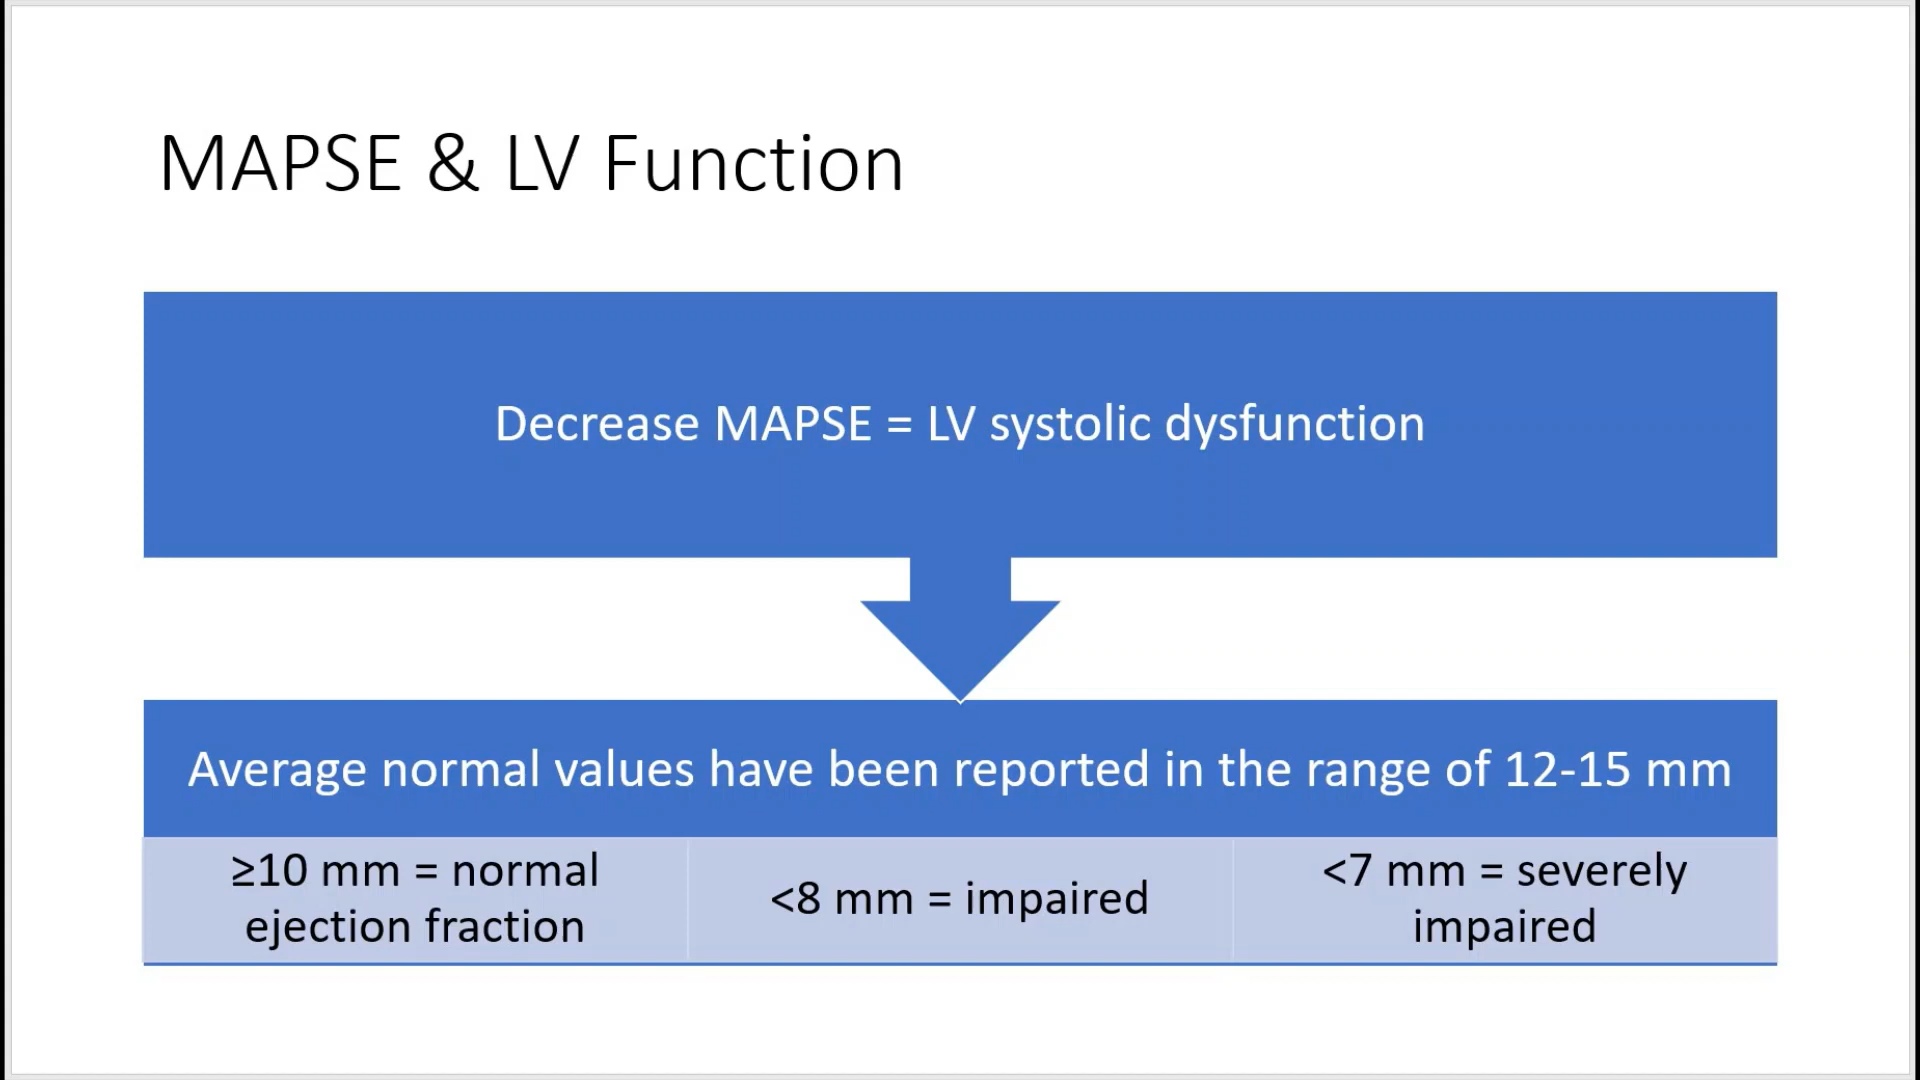 MAPSE & LV Function
Decrease MAPSE = LV systolic dysfunction
Average normal values have been reported in the range of 12-15 mm
≥10 mm = normal
ejection fraction
<8 mm = impaired
<7 mm = severely
impaired